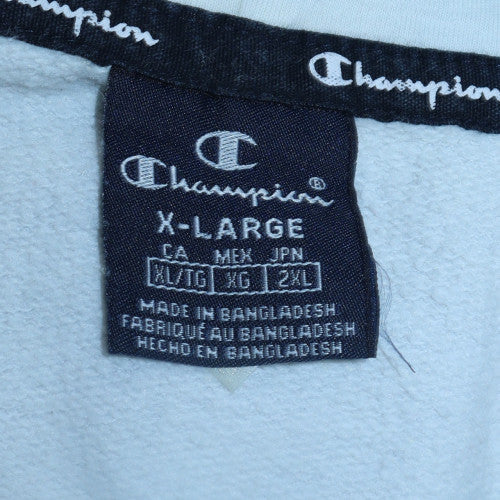 Champion
Champion
C
Champion®
X-LARGE
CA MEX JPN
XL/TG XG 2XL
MADE IN BANGLADESH
FABRIQUÉ AU BANGLADESH
HECHO EN BANGLADESH